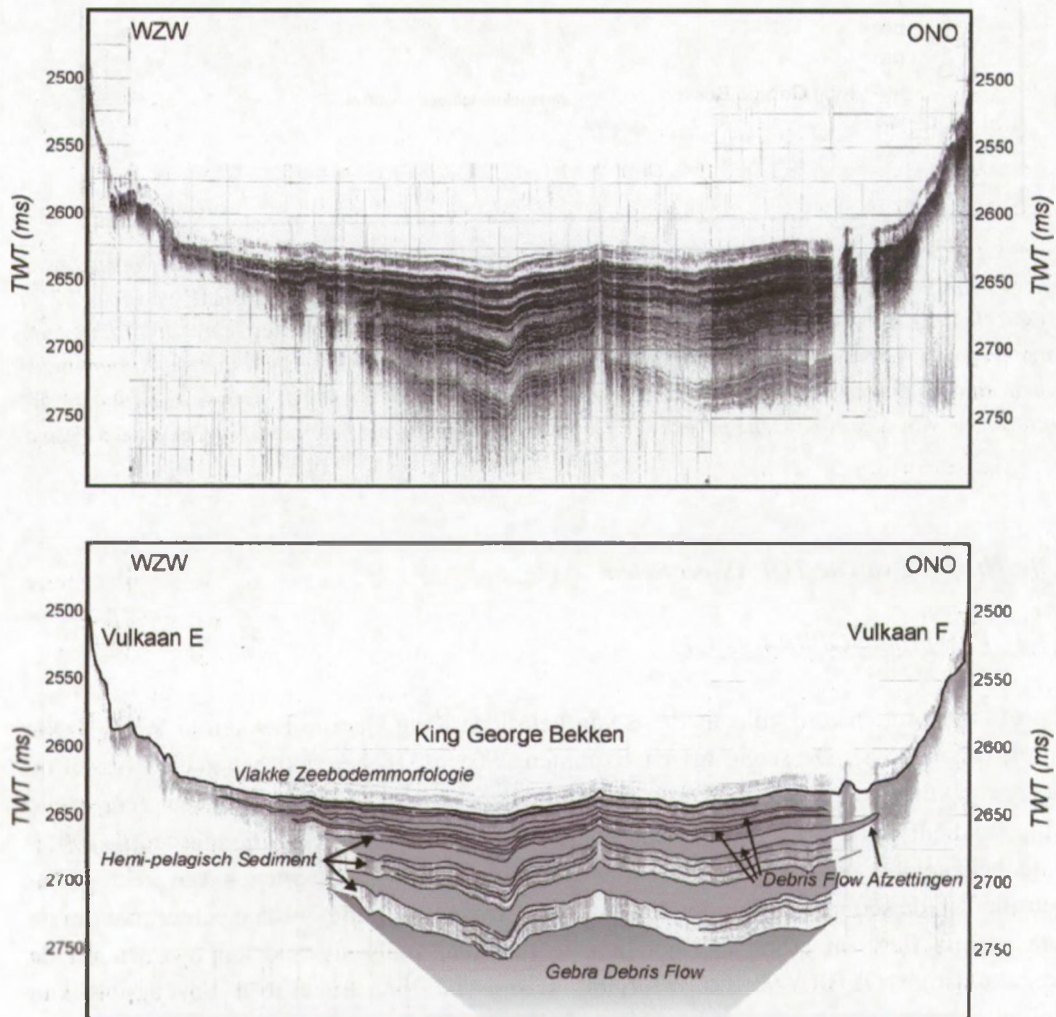 WZW ONO
2500 2500
2550 2550
2600 2600
2650 2650
2700 2700
2750 2750
TWT (ms) TWT (ms)
WZW ONO
2500 2500
Vulkaan E Vulkaan F
2550 2550
King George Bekken
2600 2600
Vlakke Zeebodemmorfologie
2650 2650
Hemi-pelagisch Sediment
Debris Flow Afzettingen
2700 2700
2750 2750
Gebra Debris Flow
TWT (ms) TWT (ms)